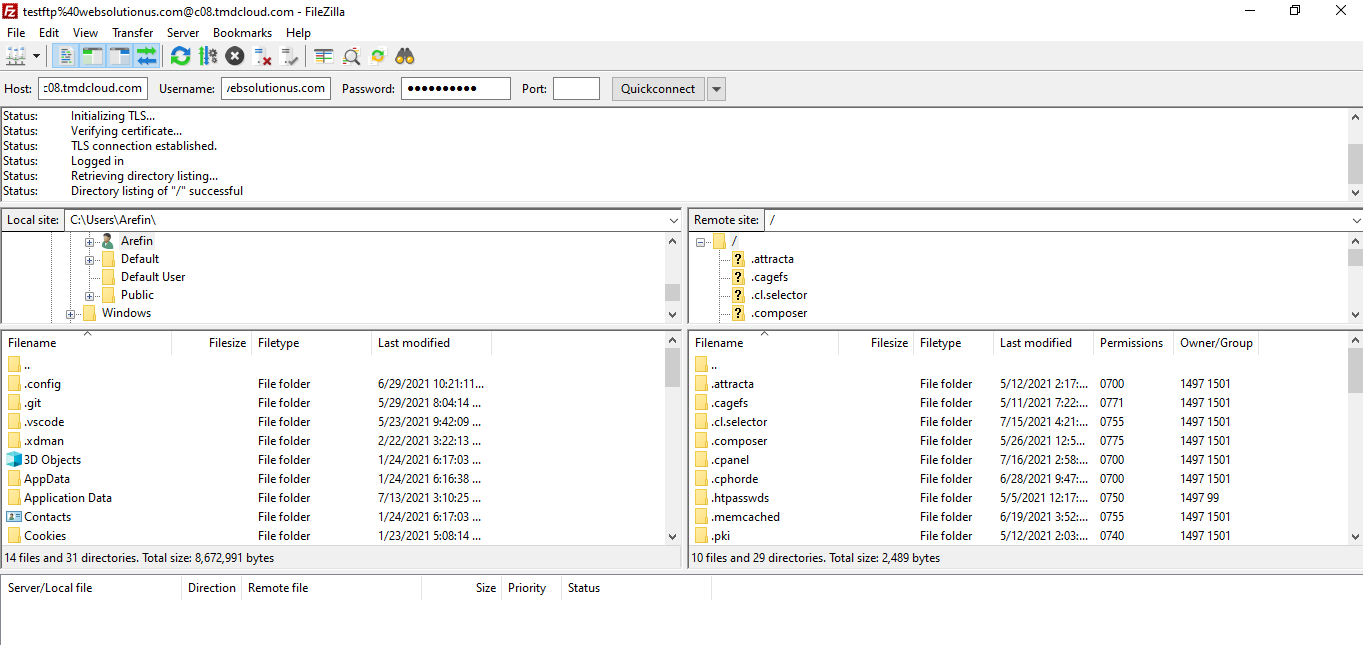 testftp%40websolutionus.com@c08.tmdcloud.com - FileZilla
File Edit View Transfer Server Bookmarks Help
Host: c08.tmdcloud.com Username: websolutionus.com Password: ●●●●●●●●●● Port: Quickconnect
Status: Initializing TLS...
Status: Verifying certificate...
Status: TLS connection established.
Status: Logged in
Status: Retrieving directory listing...
Status: Directory listing of "/" successful
Local site: C:\Users\Arefin\
Arefin
Default
Default User
Public
Windows
Remote site: /
/
.attracta
.cagefs
.cl.selector
.composer
Filename Filesize Filetype Last modified
..
.config File folder 6/29/2021 10:21:11...
.git File folder 5/29/2021 8:04:14 ...
.vscode File folder 5/23/2021 9:42:09 ...
.xdman File folder 2/22/2021 3:22:13 ...
3D Objects File folder 1/24/2021 6:17:03 ...
AppData File folder 1/24/2021 6:16:38 ...
Application Data File folder 7/13/2021 3:10:25 ...
Contacts File folder 1/24/2021 6:17:03 ...
Cookies File folder 1/23/2021 5:08:14 ...
14 files and 31 directories. Total size: 8,672,991 bytes
Filename Filesize Filetype Last modified Permissions Owner/Group
..
.attracta File folder 5/12/2021 2:17:... 0700 1497 1501
.cagefs File folder 5/11/2021 7:22:... 0771 1497 1501
.cl.selector File folder 7/15/2021 4:21:... 0755 1497 1501
.composer File folder 5/26/2021 12:5... 0775 1497 1501
.cpanel File folder 7/16/2021 2:58:... 0700 1497 1501
.cphorde File folder 6/28/2021 9:47:... 0700 1497 1501
.htpasswds File folder 5/5/2021 12:17:... 0750 1497 99
.memcached File folder 6/19/2021 3:52:... 0755 1497 1501
.pki File folder 5/12/2021 2:03:... 0740 1497 1501
10 files and 29 directories. Total size: 2,489 bytes
Server/Local file Direction Remote file Size Priority Status